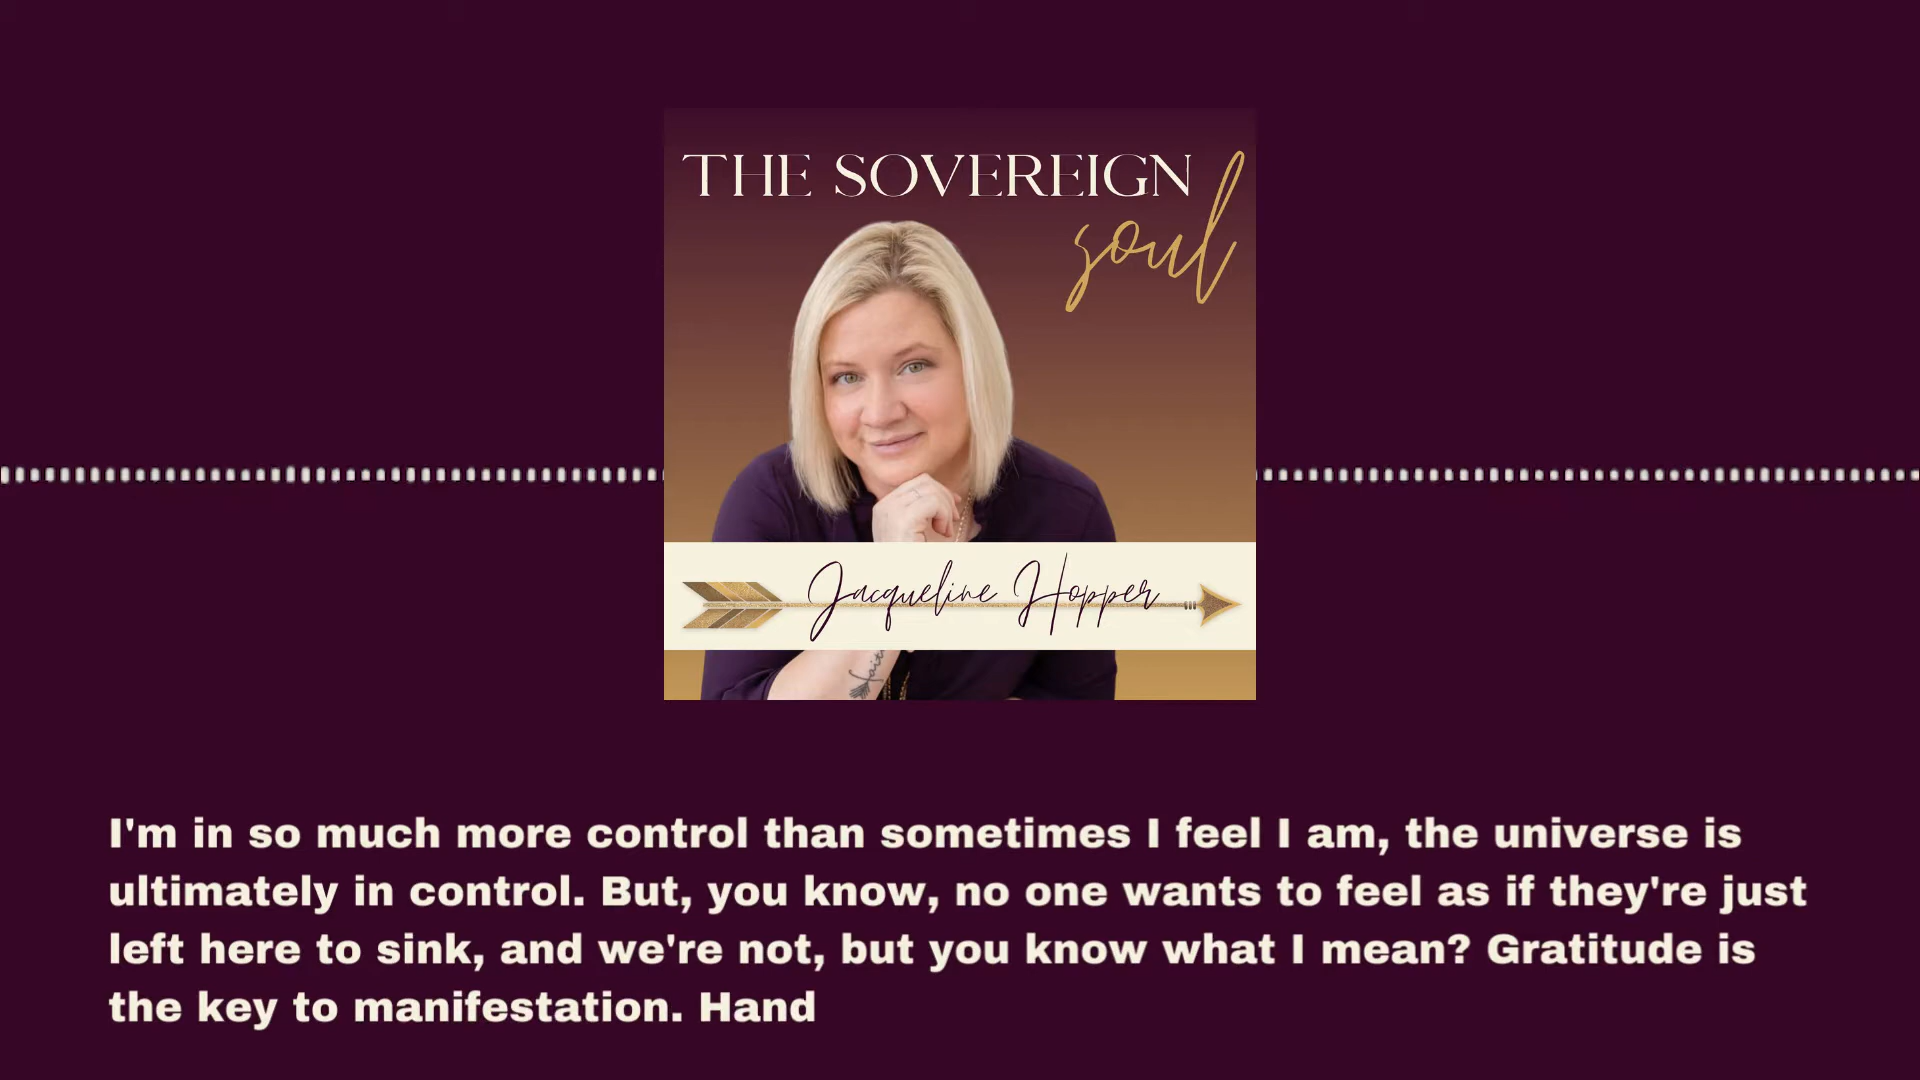 THE SOVEREIGN
soul
Jacqueline Hopper
faith
I'm in so much more control than sometimes I feel I am, the universe is
ultimately in control. But, you know, no one wants to feel as if they're just
left here to sink, and we're not, but you know what I mean? Gratitude is
the key to manifestation. Hand